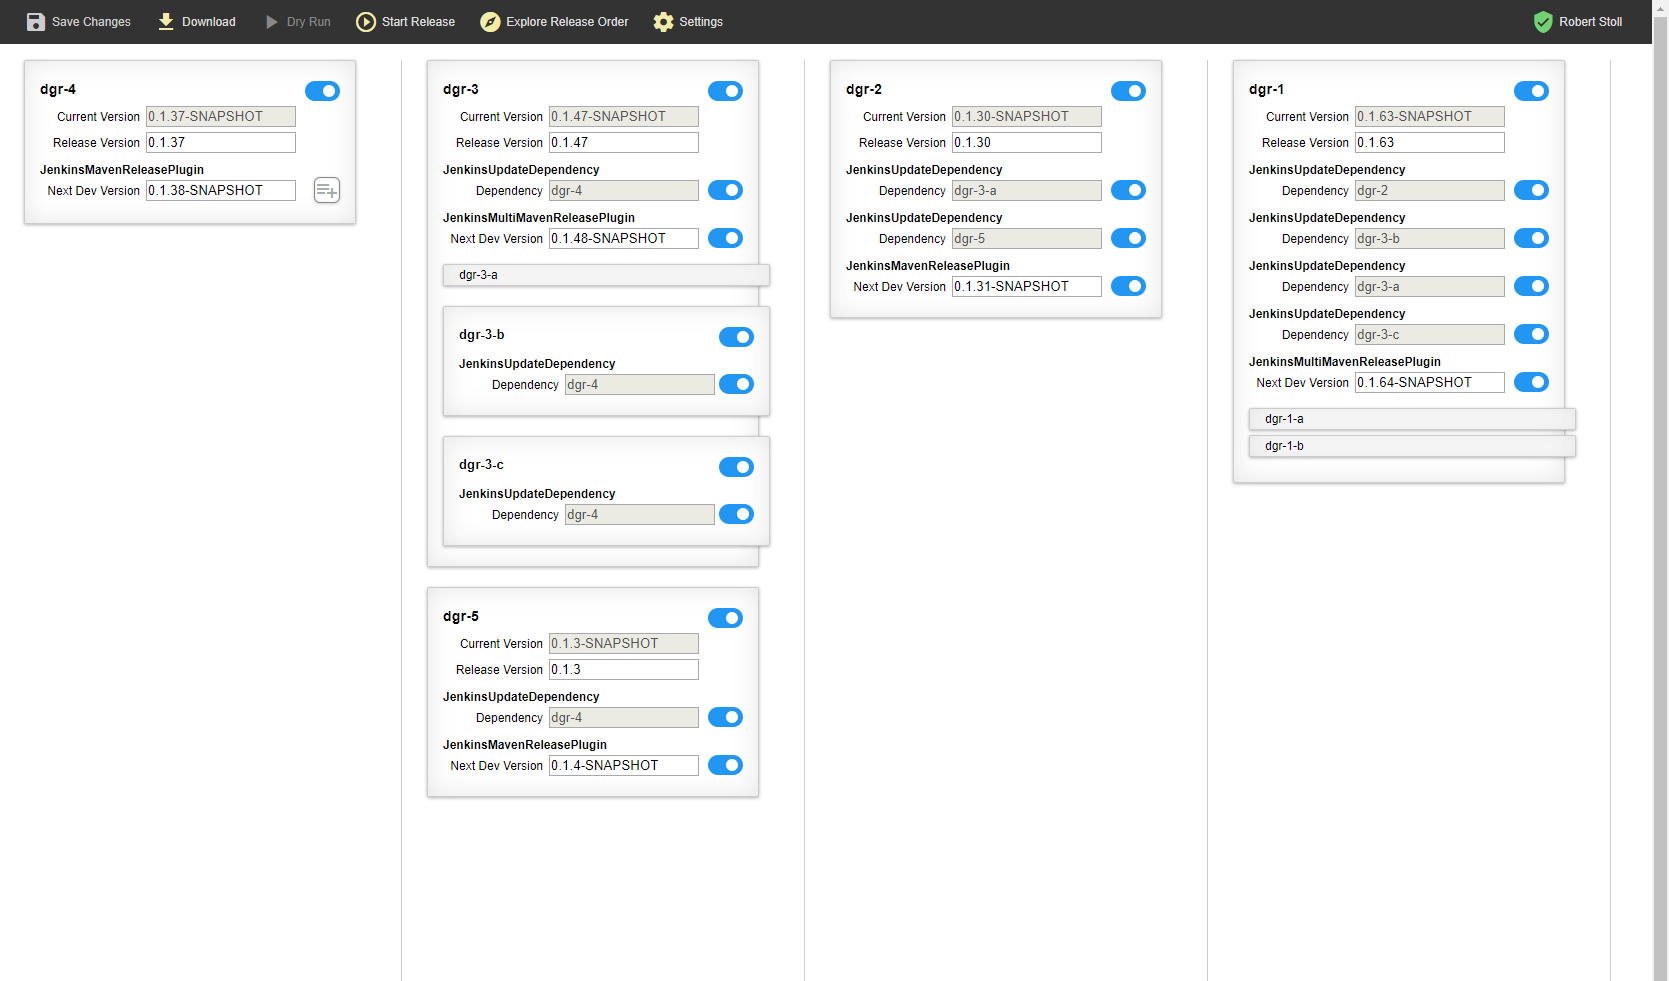 Save Changes Download Dry Run Start Release Explore Release Order Settings Robert Stoll
dgr-4
Current Version 0.1.37-SNAPSHOT
Release Version 0.1.37
JenkinsMavenReleasePlugin
Next Dev Version 0.1.38-SNAPSHOT
dgr-3
Current Version 0.1.47-SNAPSHOT
Release Version 0.1.47
JenkinsUpdateDependency
Dependency dgr-4
JenkinsMultiMavenReleasePlugin
Next Dev Version 0.1.48-SNAPSHOT
dgr-3-a
dgr-3-b
JenkinsUpdateDependency
Dependency dgr-4
dgr-3-c
JenkinsUpdateDependency
Dependency dgr-4
dgr-5
Current Version 0.1.3-SNAPSHOT
Release Version 0.1.3
JenkinsUpdateDependency
Dependency dgr-4
JenkinsMavenReleasePlugin
Next Dev Version 0.1.4-SNAPSHOT
dgr-2
Current Version 0.1.30-SNAPSHOT
Release Version 0.1.30
JenkinsUpdateDependency
Dependency dgr-3-a
JenkinsUpdateDependency
Dependency dgr-5
JenkinsMavenReleasePlugin
Next Dev Version 0.1.31-SNAPSHOT
dgr-1
Current Version 0.1.63-SNAPSHOT
Release Version 0.1.63
JenkinsUpdateDependency
Dependency dgr-2
JenkinsUpdateDependency
Dependency dgr-3-b
JenkinsUpdateDependency
Dependency dgr-3-a
JenkinsUpdateDependency
Dependency dgr-3-c
JenkinsMultiMavenReleasePlugin
Next Dev Version 0.1.64-SNAPSHOT
dgr-1-a
dgr-1-b